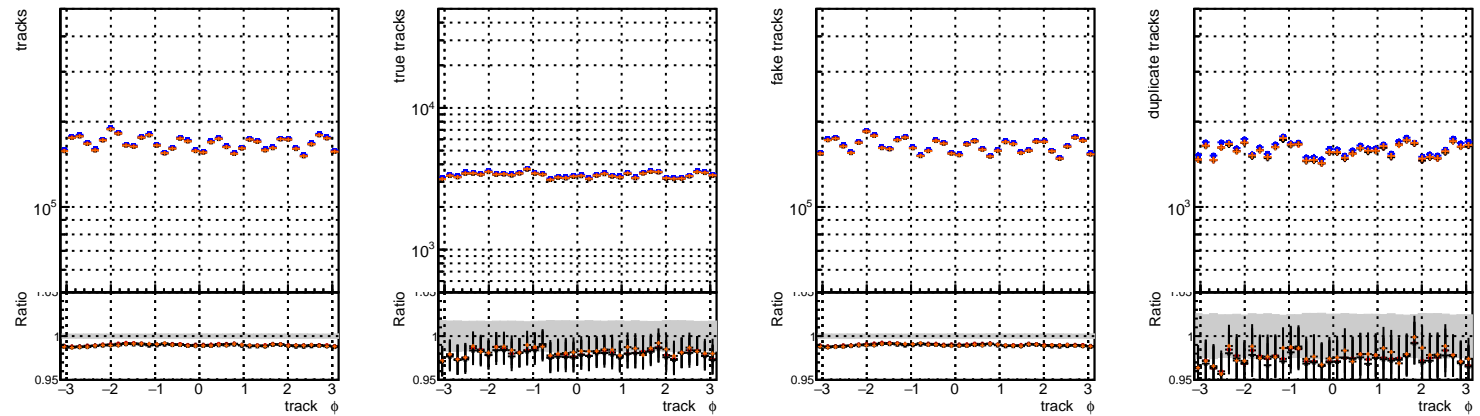 tracks
10^5
Ratio
1
0.95
−3 −2 −1 0 1 2 3
track ϕ
true tracks
10^4
10^3
Ratio
1
0.95
−3 −2 −1 0 1 2 3
track ϕ
fake tracks
10^5
Ratio
1
0.95
−3 −2 −1 0 1 2 3
track ϕ
duplicate tracks
10^3
Ratio
1
0.95
−3 −2 −1 0 1 2 3
track ϕ